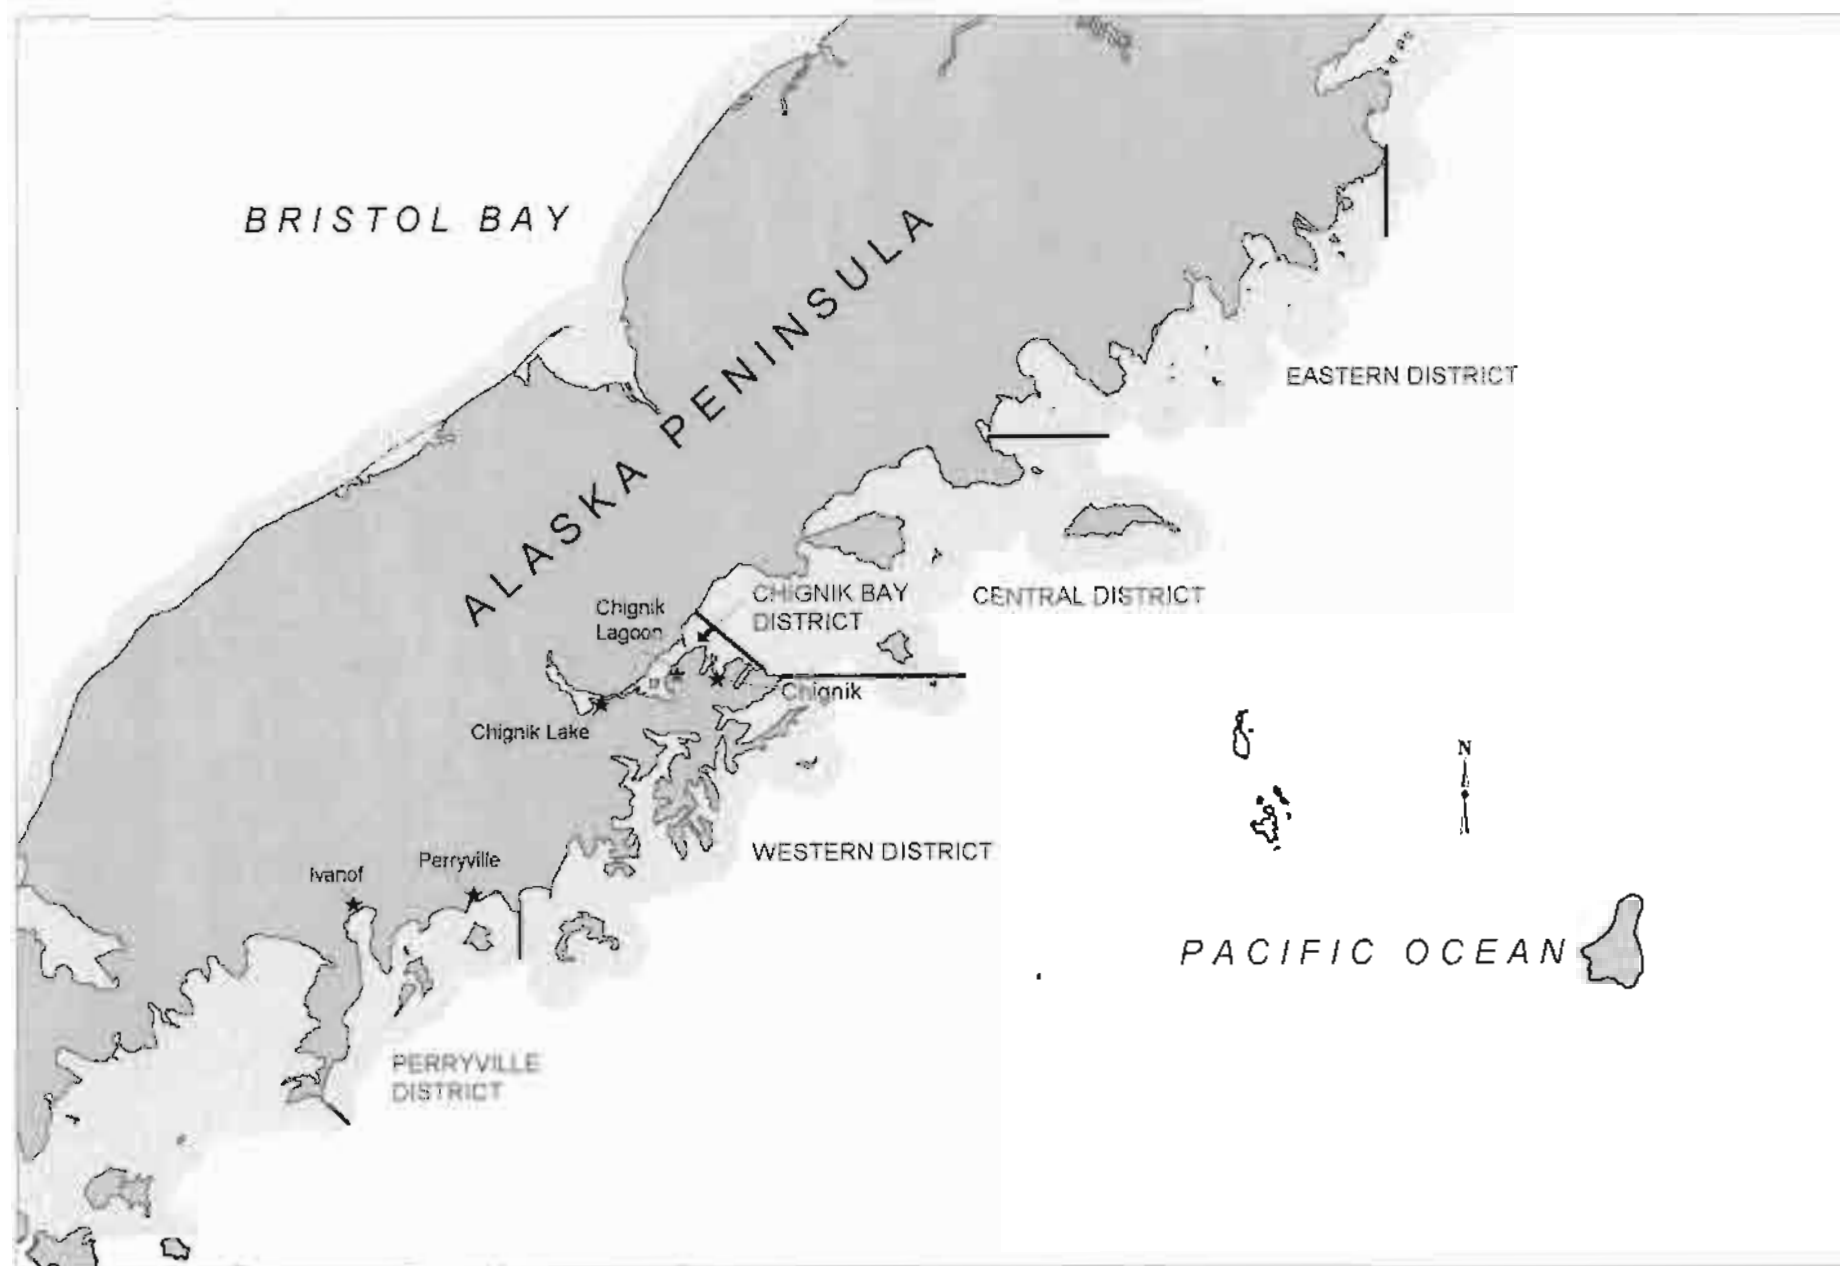 BRISTOL BAY
ALASKA PENINSULA
EASTERN DISTRICT
Chignik
Lagoon
CHIGNIK BAY
DISTRICT
CENTRAL DISTRICT
Chignik
Chignik Lake
N
WESTERN DISTRICT
Perryville
Ivanof
PACIFIC OCEAN
PERRYVILLE
DISTRICT